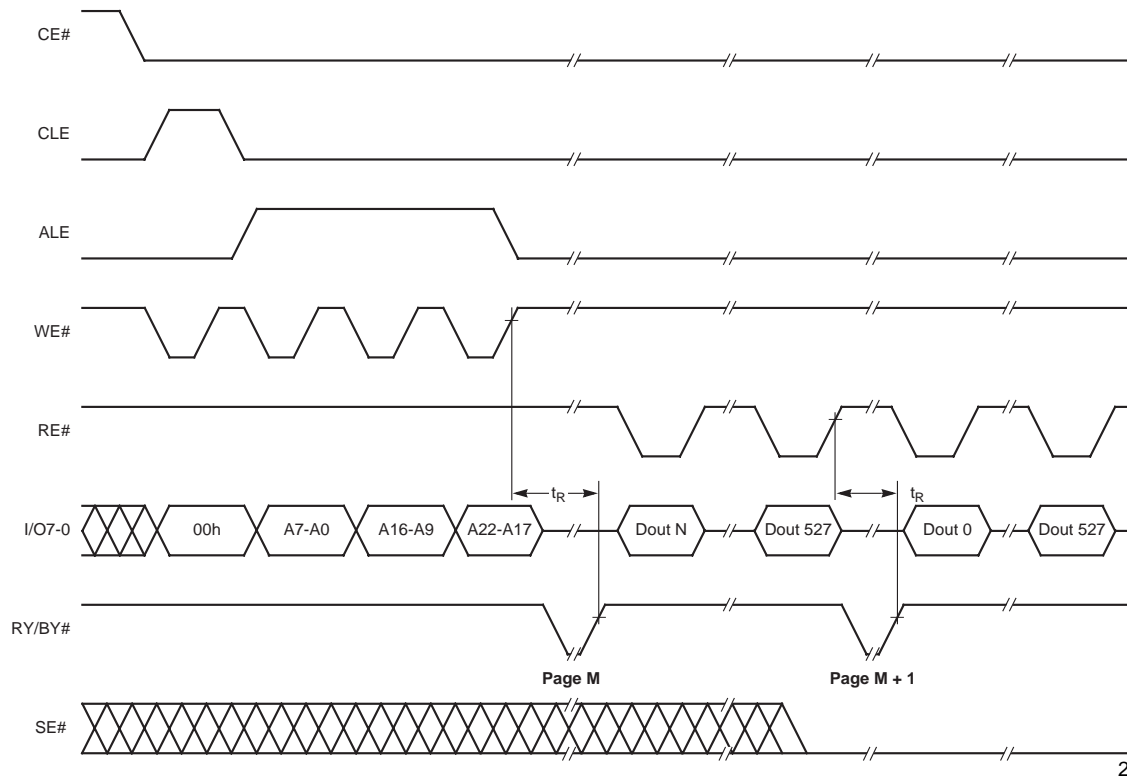 CE#
CLE
ALE
WE#
RE#
tR tR
I/O7-0 00h A7-A0 A16-A9 A22-A17 Dout N Dout 527 Dout 0 Dout 527
RY/BY#
Page M Page M + 1
SE#
2